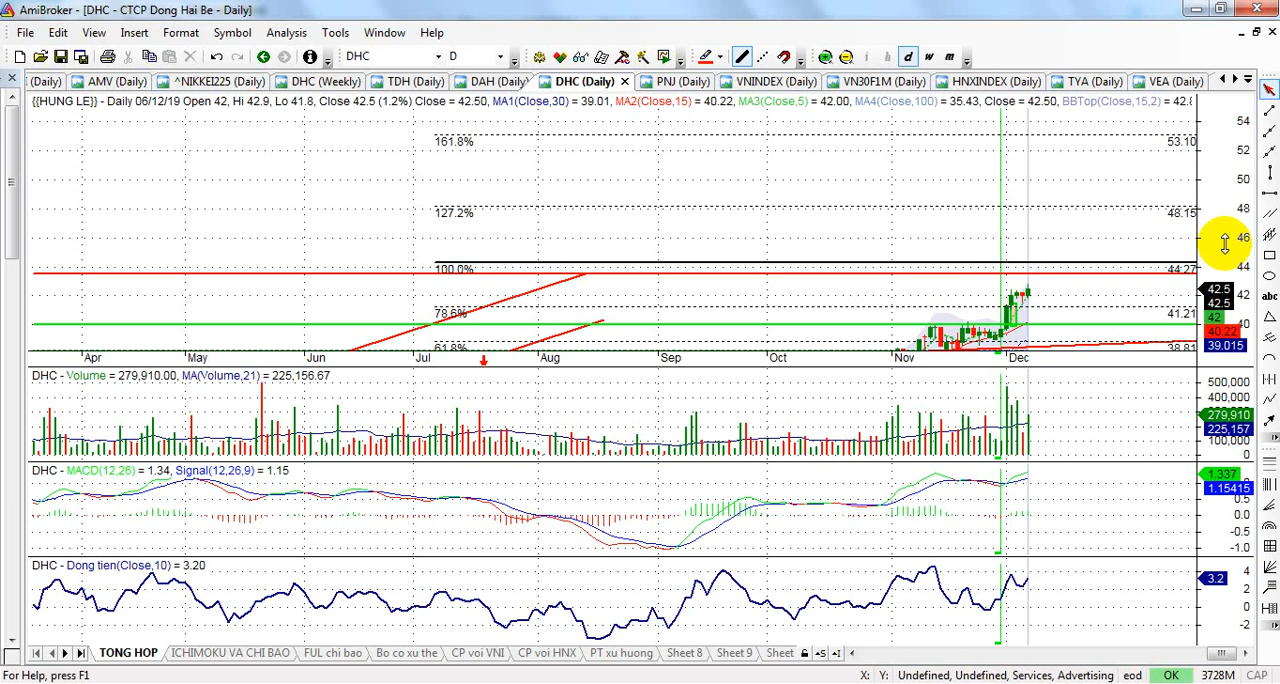 AmiBroker - [DHC - CTCP Dong Hai Be - Daily]
File Edit View Insert Format Symbol Analysis Tools Window Help
DHC D d w m
(Daily) AMV (Daily) ^NIKKEI225 (Daily) DHC (Weekly) TDH (Daily) DAH (Daily) DHC (Daily) PNJ (Daily) VNINDEX (Daily) VN30F1M (Daily) HNXINDEX (Daily) TYA (Daily) VEA (Daily)
{{HUNG LE}} - Daily 06/12/19 Open 42, Hi 42.9, Lo 41.8, Close 42.5 (1.2%) Close = 42.50, MA1(Close,30) = 39.01, MA2(Close,15) = 40.22, MA3(Close,5) = 42.00, MA4(Close,100) = 35.43, Close = 42.50, BBTop(Close,15,2) = 42.8
54
161.8% 53.10
52
50
48
127.2% 48.15
46
44
100.0% 44.27
42.5
42
42.5
78.6% 41.21
42
40
40.22
61.8% 38.81
39.015
Apr May Jun Jul Aug Sep Oct Nov Dec
DHC - Volume = 279,910.00, MA(Volume,21) = 225,156.67
500,000
279,910
225,157
100,000
0
DHC - MACD(12,26) = 1.34, Signal(12,26,9) = 1.15
1.337
1.15415
0.5
0.0
-0.5
-1.0
DHC - Dong tien(Close,10) = 3.20
4
3.2
2
0
-2
TONG HOP ICHIMOKU VA CHI BAO FUL chi bao Bo co xu the CP voi VNI CP voi HNX PT xu huong Sheet 8 Sheet 9 Sheet
For Help, press F1 X: Y: Undefined, Undefined, Services, Advertising eod OK 3728M CAP
abc